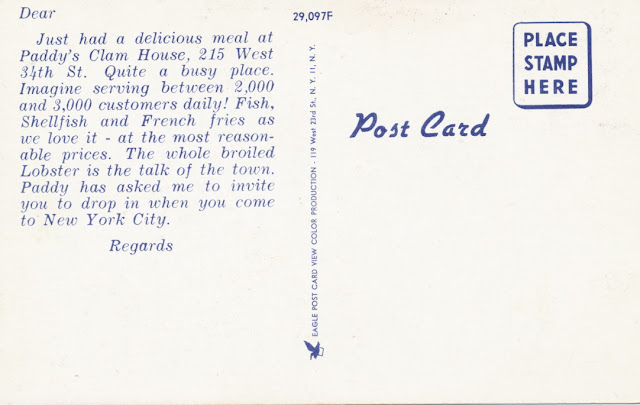 Dear
Just had a delicious meal at
Paddy's Clam House, 215 West
34th St. Quite a busy place.
Imagine serving between 2,000
and 3,000 customers daily! Fish,
Shellfish and French fries as
we love it - at the most reason-
able prices. The whole broiled
Lobster is the talk of the town.
Paddy has asked me to invite
you to drop in when you come
to New York City.
Regards
29,097F
EAGLE POST CARD VIEW COLOR PRODUCTION - 119 West 23rd St., N. Y. 11, N. Y.
Post Card
PLACE
STAMP
HERE